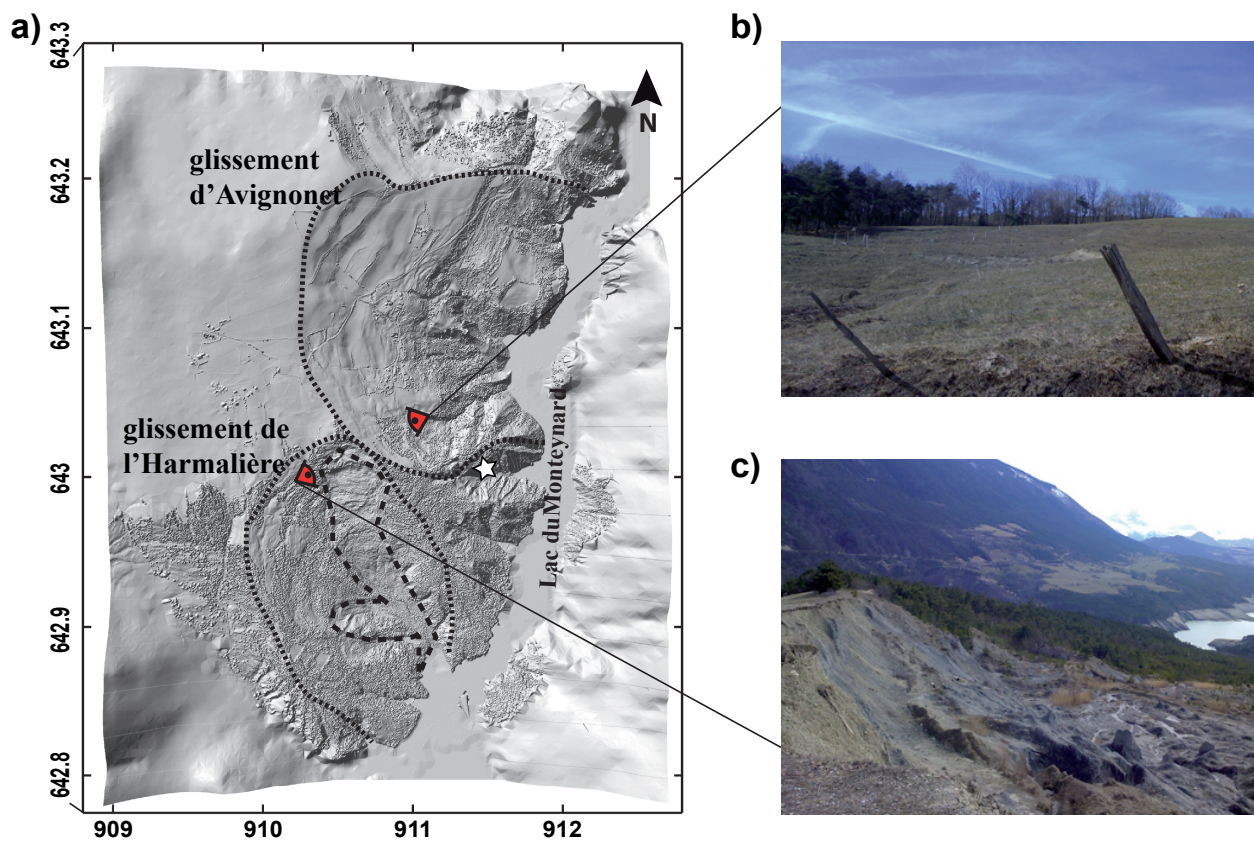 a)
643.3
643.2
643.1
643
642.9
642.8
909
910
911
912
N
glissement
d'Avignonet
glissement de
l'Harmalière
Lac duMonteynard
b)
c)